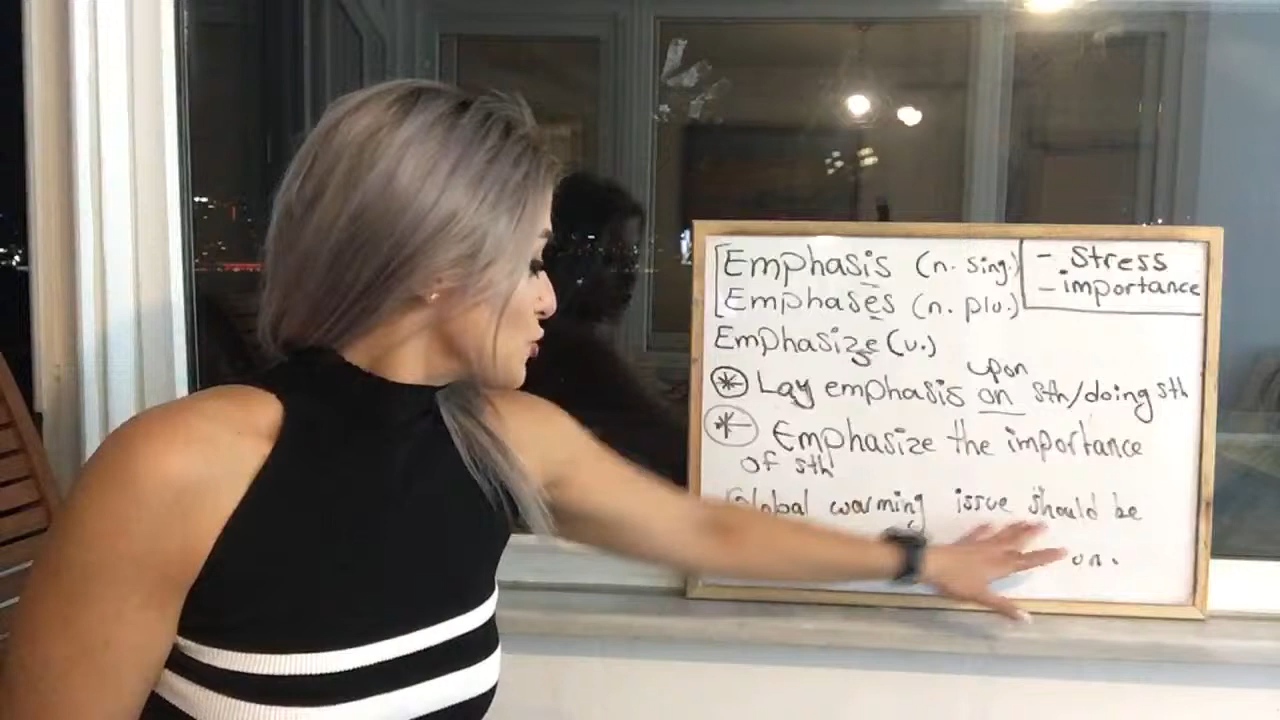 Emphasis (n. sing.)
- Stress
- importance
Emphases (n. plu.)
Emphasize (v.)
upon
Lay emphasis on sth/doing sth
Emphasize the importance
of sth
Global warming issue should be
on.